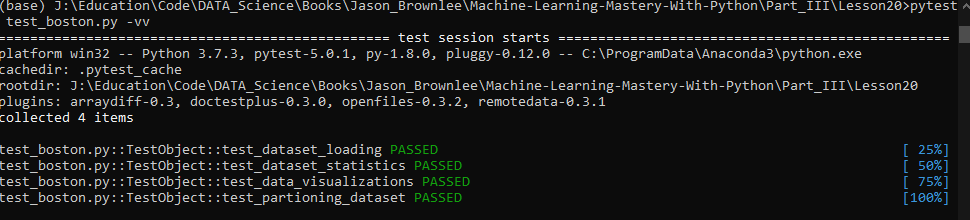 (base) J:\Education\Code\DATA_Science\Books\Jason_Brownlee\Machine-Learning-Mastery-With-Python\Part_III\Lesson20>pytest
test_boston.py -vv
============================================== test session starts ==============================================
platform win32 -- Python 3.7.3, pytest-5.0.1, py-1.8.0, pluggy-0.12.0 -- C:\ProgramData\Anaconda3\python.exe
cachedir: .pytest_cache
rootdir: J:\Education\Code\DATA_Science\Books\Jason_Brownlee\Machine-Learning-Mastery-With-Python\Part_III\Lesson20
plugins: arraydiff-0.3, doctestplus-0.3.0, openfiles-0.3.2, remotedata-0.3.1
collected 4 items
test_boston.py::TestObject::test_dataset_loading PASSED [ 25%]
test_boston.py::TestObject::test_dataset_statistics PASSED [ 50%]
test_boston.py::TestObject::test_data_visualizations PASSED [ 75%]
test_boston.py::TestObject::test_partioning_dataset PASSED [100%]